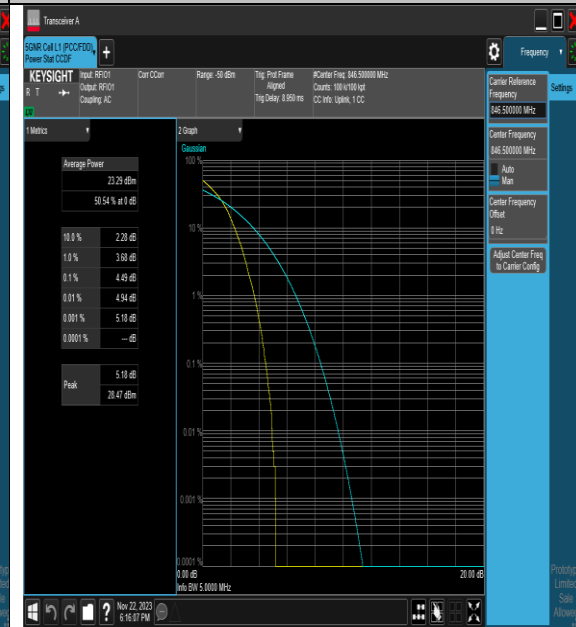 Transceiver A
5GNR Cell L1 (PCC/FDD),
Power Stat CCDF
Frequency
KEYSIGHT
R T
Input: RFIO1
Output: RFIO1
Coupling: AC
Corr CCorr
Range: -50 dBm
Trig: Prot Frame
Aligned
Trig Delay: 8.950 ms
#Center Freq: 846.500000 MHz
Counts: 100 k/100 kpt
CC Info: Uplink, 1 CC
Carrier Reference
Frequency
846.500000 MHz
Settings
Center Frequency
846.500000 MHz
Auto
Man
Center Frequency
Offset
0 Hz
Adjust Center Freq
to Carrier Config
1 Metrics
Average Power
23.29 dBm
50.54 % at 0 dB
10.0 % 2.28 dB
1.0 % 3.68 dB
0.1 % 4.49 dB
0.01 % 4.94 dB
0.001 % 5.18 dB
0.0001 % --- dB
Peak
5.18 dB
28.47 dBm
2 Graph
Gaussian
100 %
10 %
1 %
0.1 %
0.01 %
0.001 %
0.0001 %
0.00 dB
20.00 dB
Info BW 5.0000 MHz
Nov 22, 2023
6:16:07 PM
?